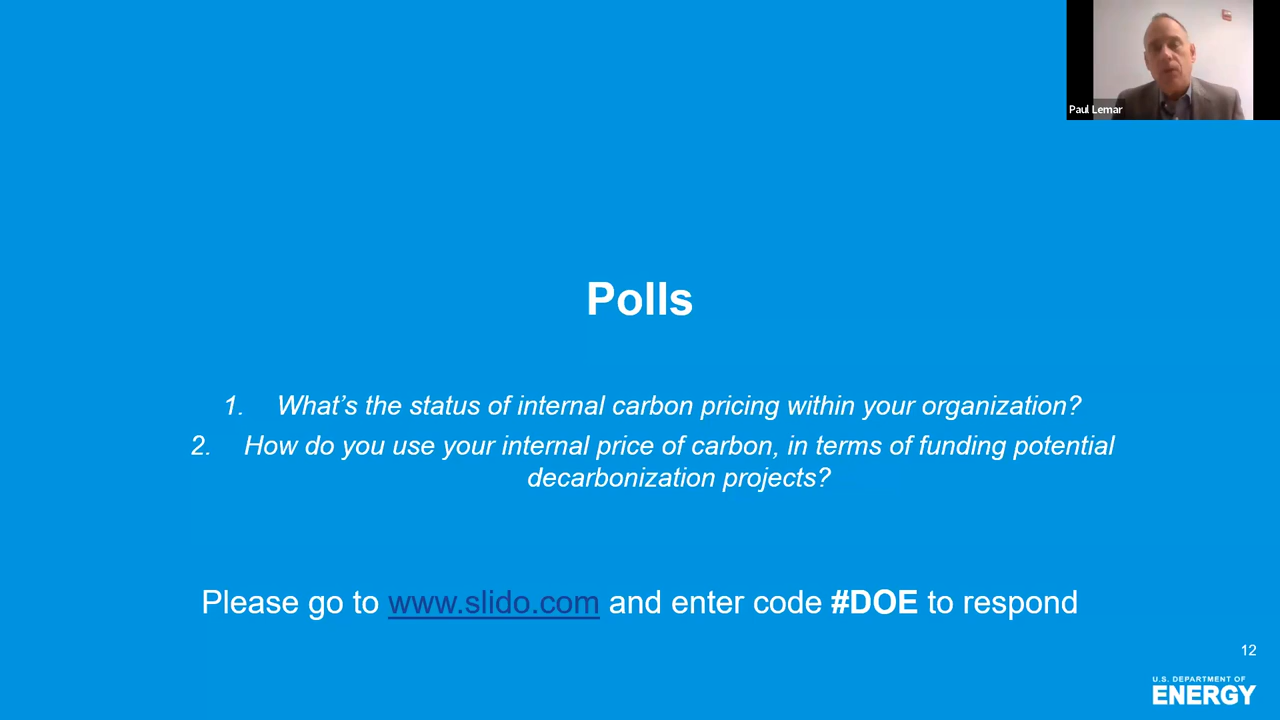 Paul Lemar
Polls
1. What’s the status of internal carbon pricing within your organization?
2. How do you use your internal price of carbon, in terms of funding potential
decarbonization projects?
Please go to www.slido.com and enter code #DOE to respond
12
U.S. DEPARTMENT OF
ENERGY